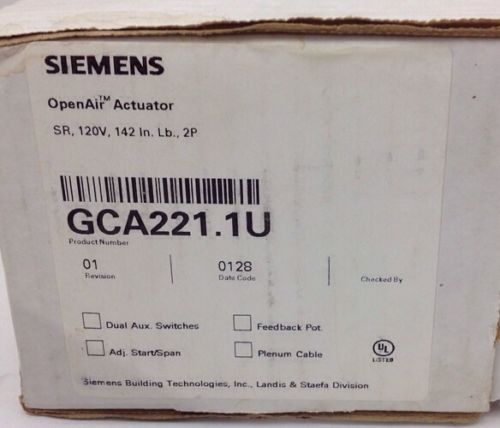 SIEMENS
OpenAir™ Actuator
SR, 120V, 142 In. Lb., 2P
GCA221.1U
Product Number
01 0128
Revision Date Code Checked By
Dual Aux. Switches Feedback Pot.
Adj. Start/Span Plenum Cable
UL
LISTED
Siemens Building Technologies, Inc., Landis & Staefa Division